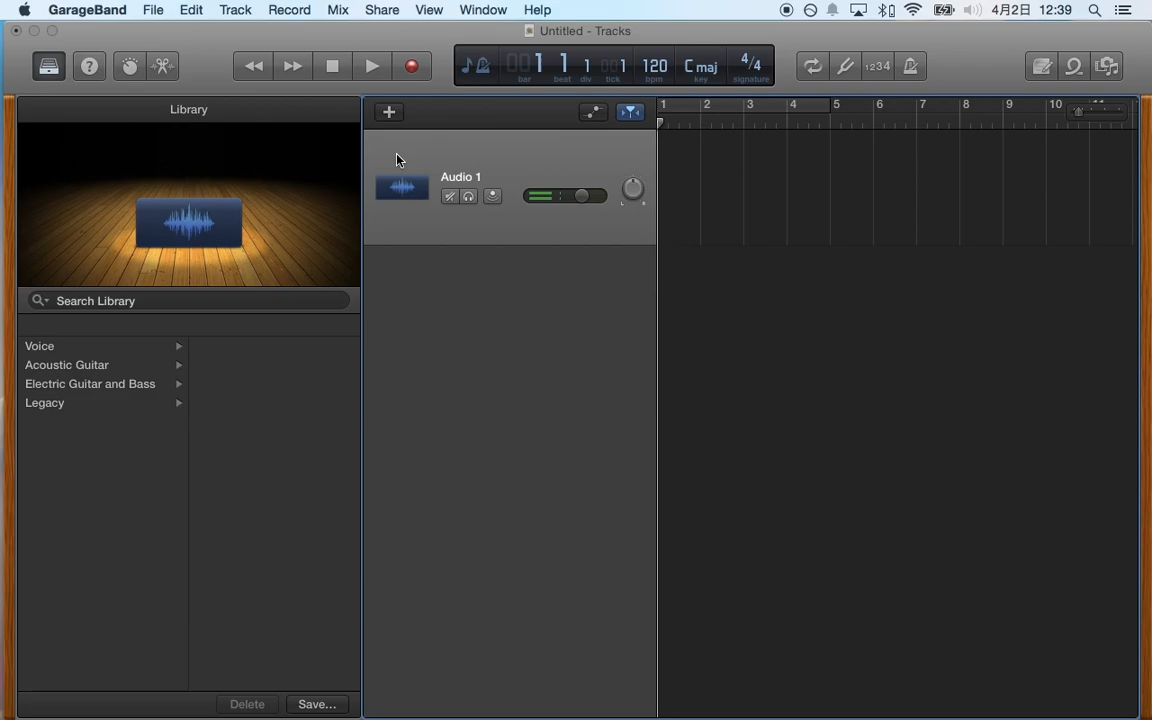 GarageBand File Edit Track Record Mix Share View Window Help 4月2日 12:39
Untitled - Tracks
1 1 1 1 120 C maj 4/4
bar beat div tick bpm key signature
1234
Library
1 2 3 4 5 6 7 8 9 10 11
Audio 1
L R
Search Library
Voice
Acoustic Guitar
Electric Guitar and Bass
Legacy
Delete Save...